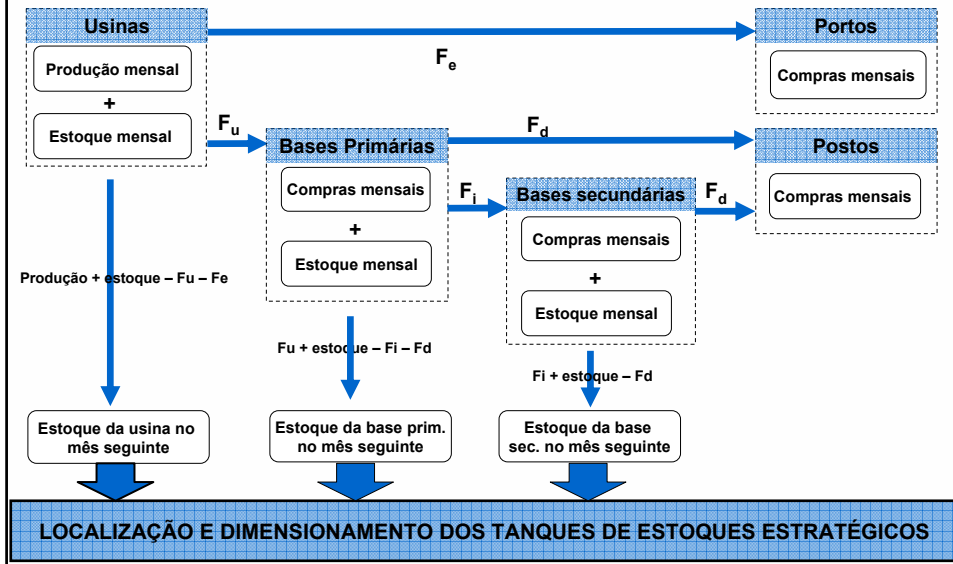 Usinas
Produção mensal
+
Estoque mensal
Portos
Compras mensais
Fe
Fu
Bases Primárias
Compras mensais
+
Estoque mensal
Fd
Postos
Compras mensais
Fi
Bases secundárias
Compras mensais
+
Estoque mensal
Fd
Produção + estoque – Fu – Fe
Fu + estoque – Fi – Fd
Fi + estoque – Fd
Estoque da usina no
mês seguinte
Estoque da base prim.
no mês seguinte
Estoque da base
sec. no mês seguinte
LOCALIZAÇÃO E DIMENSIONAMENTO DOS TANQUES DE ESTOQUES ESTRATÉGICOS